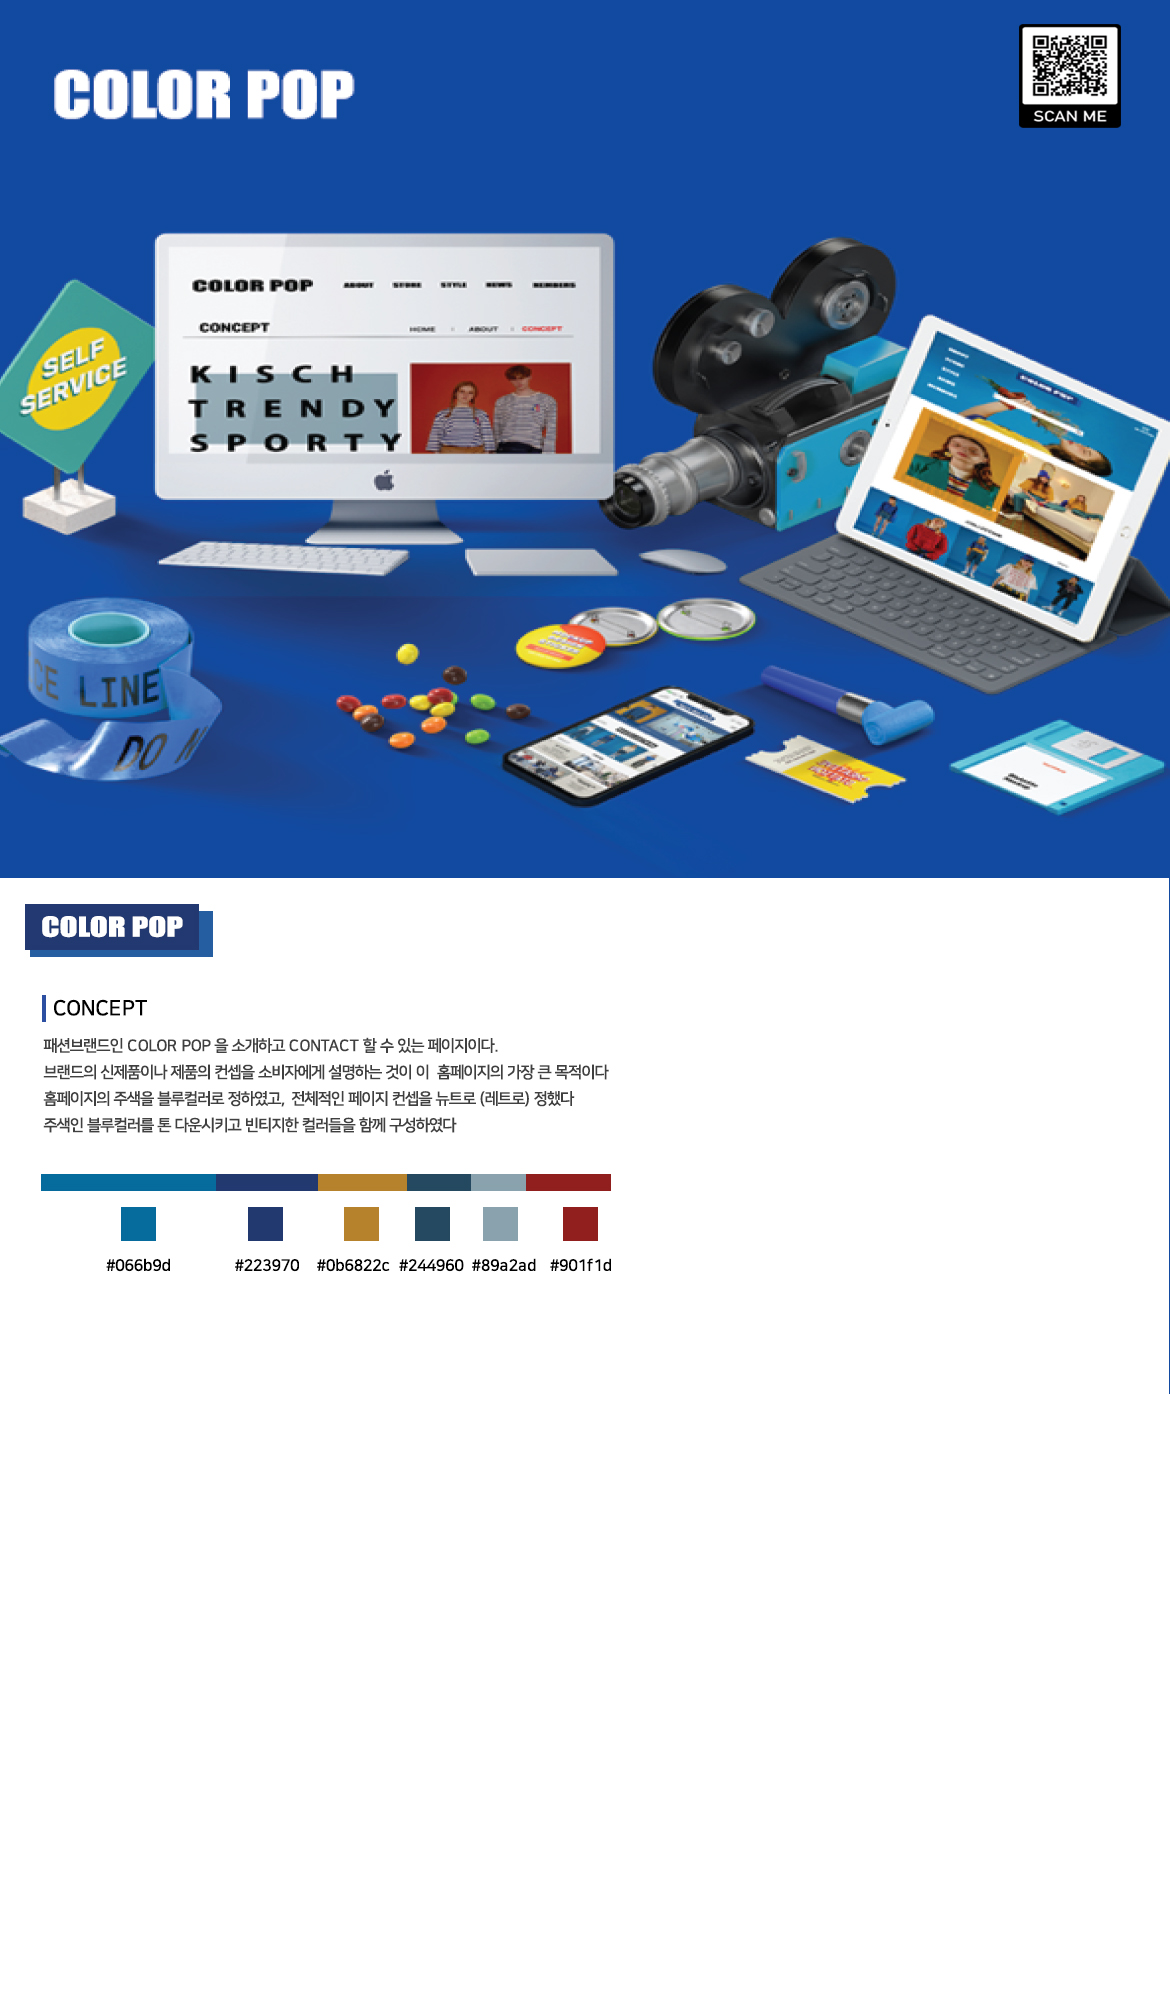 COLOR POP
SCAN ME
SELF
SERVICE
COLOR POP
ABOUT STORE STYLE NEWS MEMBERS
CONCEPT
HOME ABOUT CONCEPT
KISCH
TRENDY
SPORTY
COLOR POP
CE LINE
DO N
COLOR POP
CONCEPT
패션브랜드인 COLOR POP 을 소개하고 CONTACT 할 수 있는 페이지이다.
브랜드의 신제품이나 제품의 컨셉을 소비자에게 설명하는 것이 이 홈페이지의 가장 큰 목적이다
홈페이지의 주색을 블루컬러로 정하였고, 전체적인 페이지 컨셉을 뉴트로 (레트로) 정했다
주색인 블루컬러를 톤 다운시키고 빈티지한 컬러들을 함께 구성하였다
#066b9d #223970 #0b6822c #244960 #89a2ad #901f1d